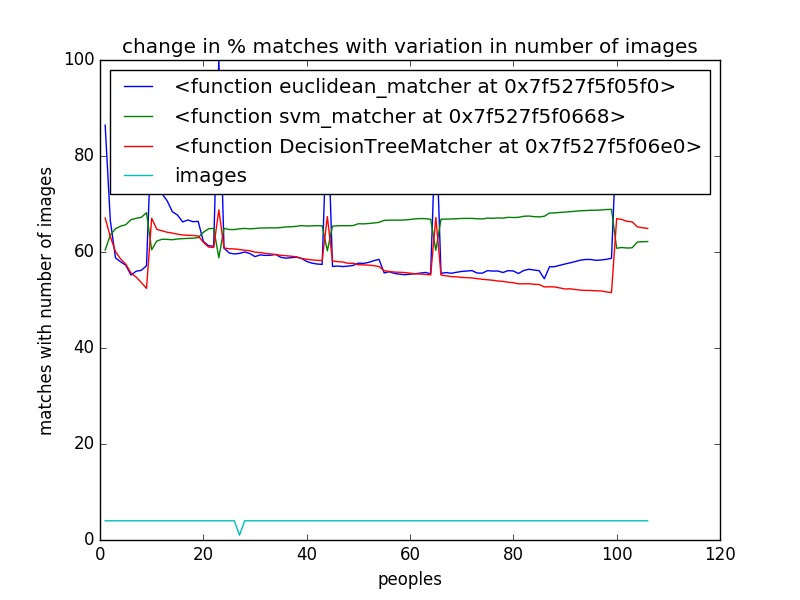 change in % matches with variation in number of images
100
80
60
40
20
0
matches with number of images
<function euclidean_matcher at 0x7f527f5f05f0>
<function svm_matcher at 0x7f527f5f0668>
<function DecisionTreeMatcher at 0x7f527f5f06e0>
images
0 20 40 60 80 100 120
peoples